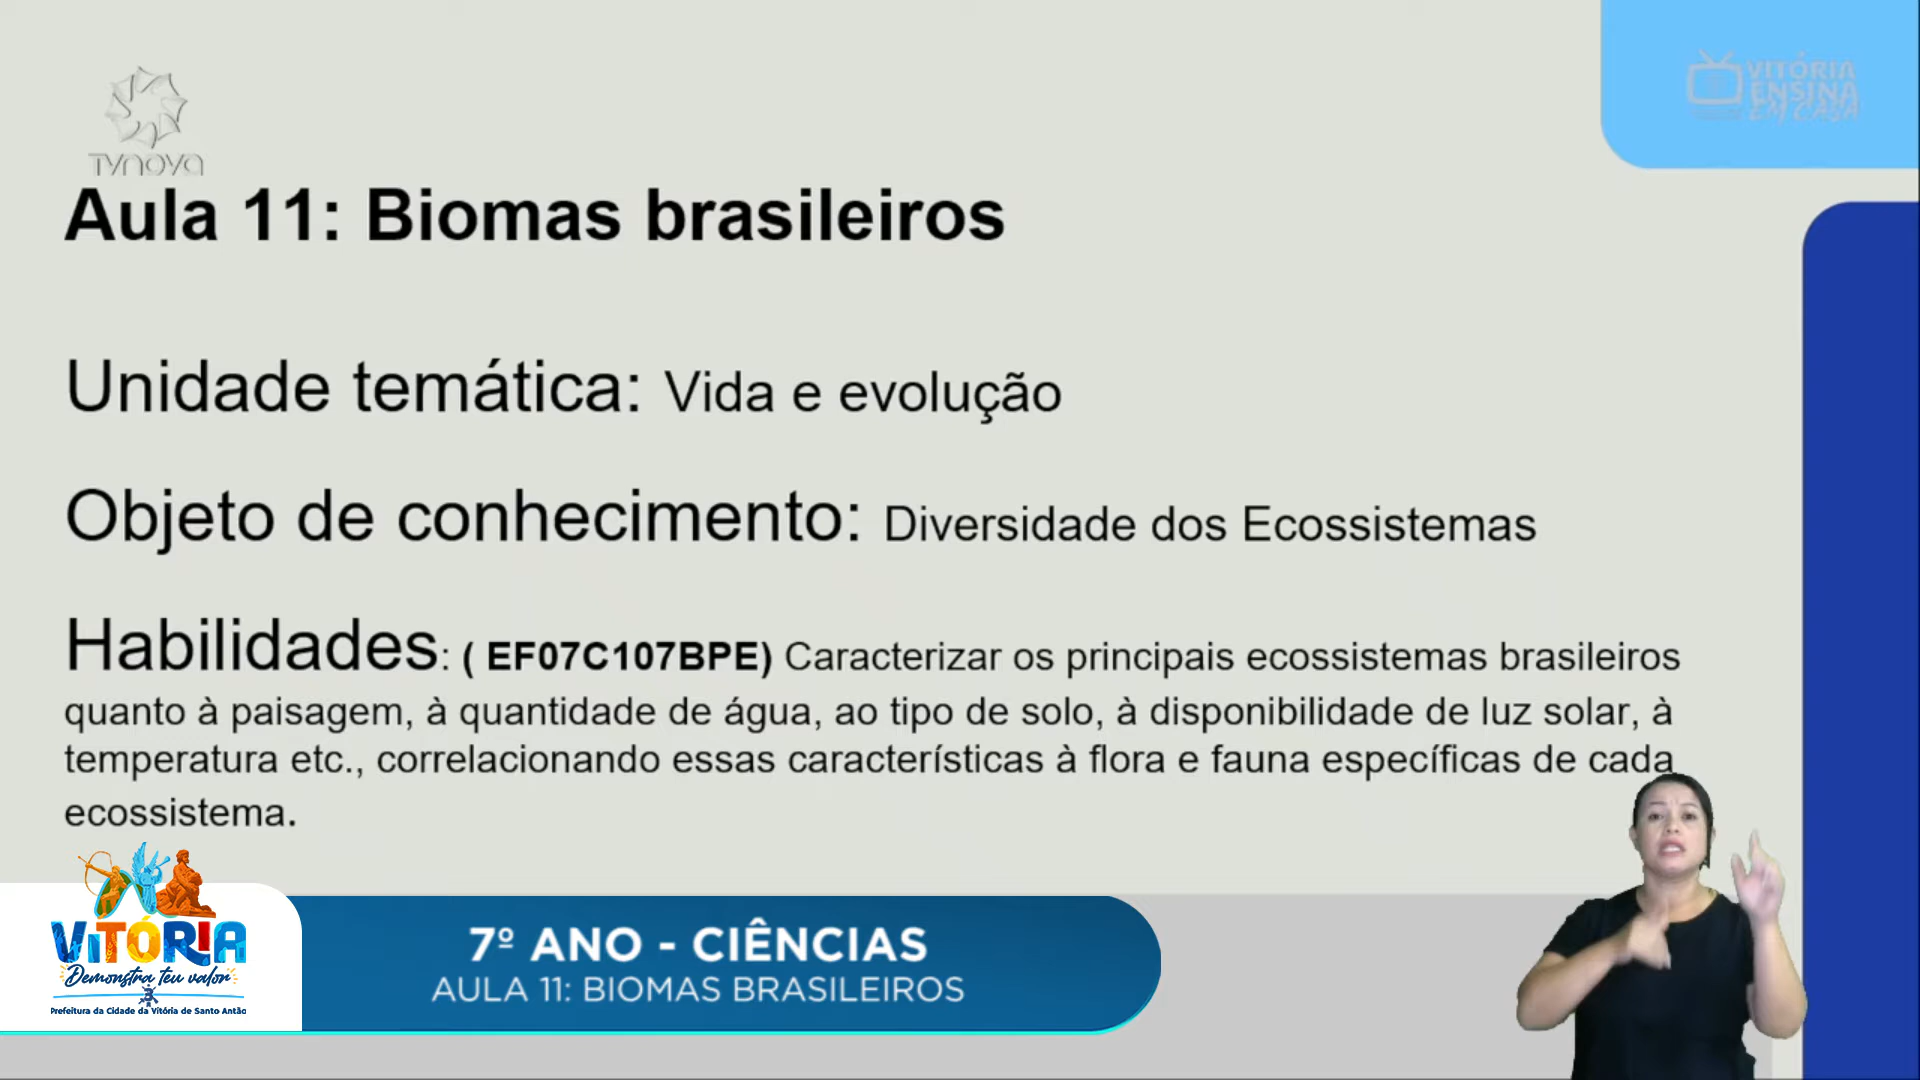 TVNOVA
VITÓRIA
ENSINA
EM CASA
Aula 11: Biomas brasileiros
Unidade temática: Vida e evolução
Objeto de conhecimento: Diversidade dos Ecossistemas
Habilidades: ( EF07C107BPE) Caracterizar os principais ecossistemas brasileiros
quanto à paisagem, à quantidade de água, ao tipo de solo, à disponibilidade de luz solar, à
temperatura etc., correlacionando essas características à flora e fauna específicas de cada
ecossistema.
VITÓRIA
Demonstra teu valor
Prefeitura da Cidade da Vitória de Santo Antão
7º ANO - CIÊNCIAS
AULA 11: BIOMAS BRASILEIROS